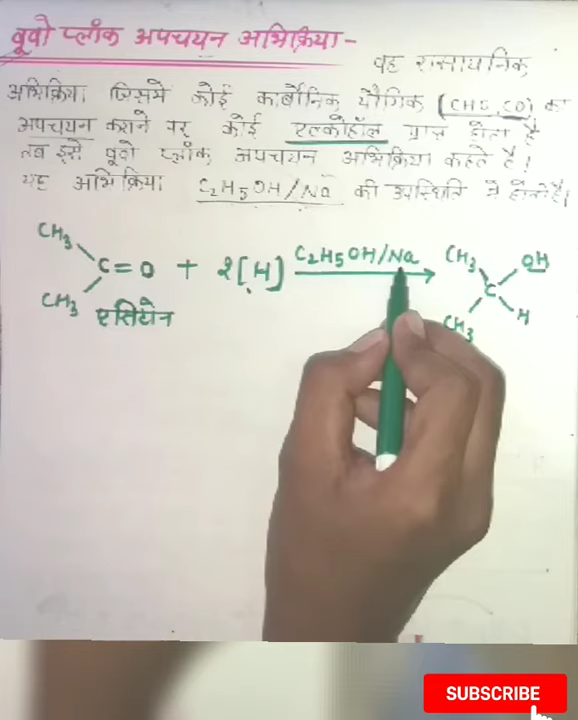 बूवो प्लॉक अपचयन अभिक्रिया -
वह रासायनिक
अभिक्रिया जिसमे कोई कार्बोनिक यौगिक (CHO, CO) का
अपचयन कराने पर कोई एल्कोहॉल प्राप्त होता है
तब इसे बूवो प्लॉक अपचयन अभिक्रिया कहते है।
यह अभिक्रिया C₂H₅OH/Na की उपस्थिति मे होती है।
CH₃ CH₃ C=O + 2[H] C₂H₅OH/Na CH₃ CH₃ C OH H
एसिटोन
SUBSCRIBE